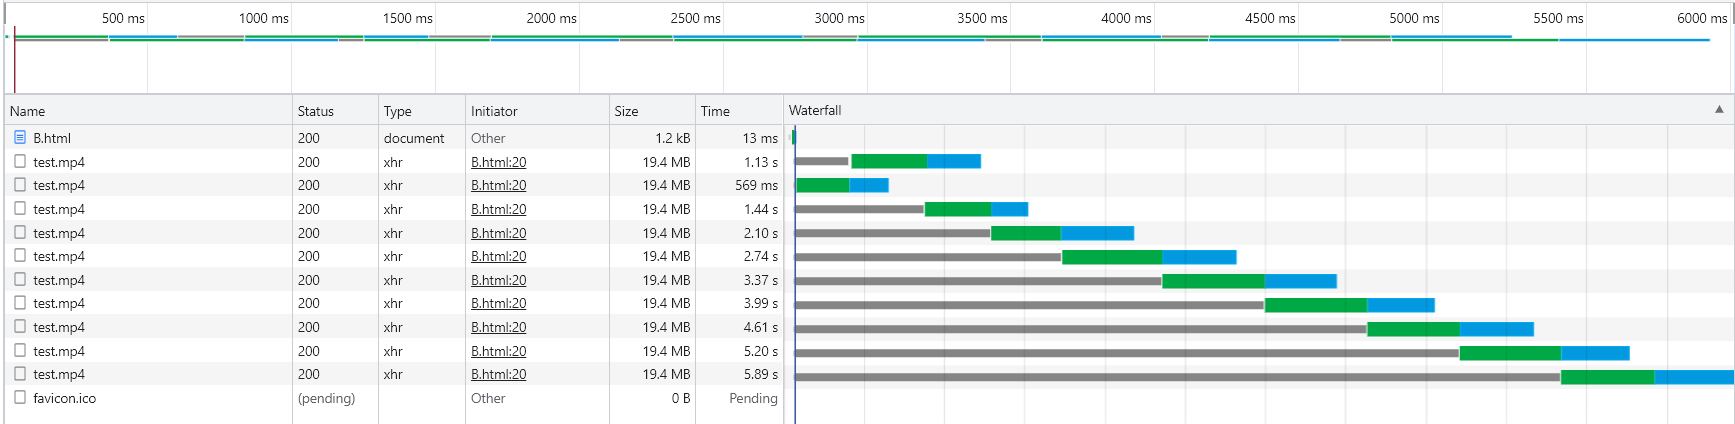 500 ms 1000 ms 1500 ms 2000 ms 2500 ms 3000 ms 3500 ms 4000 ms 4500 ms 5000 ms 5500 ms 6000 ms
Name Status Type Initiator Size Time Waterfall
B.html 200 document Other 1.2 kB 13 ms
test.mp4 200 xhr B.html:20 19.4 MB 1.13 s
test.mp4 200 xhr B.html:20 19.4 MB 569 ms
test.mp4 200 xhr B.html:20 19.4 MB 1.44 s
test.mp4 200 xhr B.html:20 19.4 MB 2.10 s
test.mp4 200 xhr B.html:20 19.4 MB 2.74 s
test.mp4 200 xhr B.html:20 19.4 MB 3.37 s
test.mp4 200 xhr B.html:20 19.4 MB 3.99 s
test.mp4 200 xhr B.html:20 19.4 MB 4.61 s
test.mp4 200 xhr B.html:20 19.4 MB 5.20 s
test.mp4 200 xhr B.html:20 19.4 MB 5.89 s
favicon.ico (pending) Other 0 B Pending